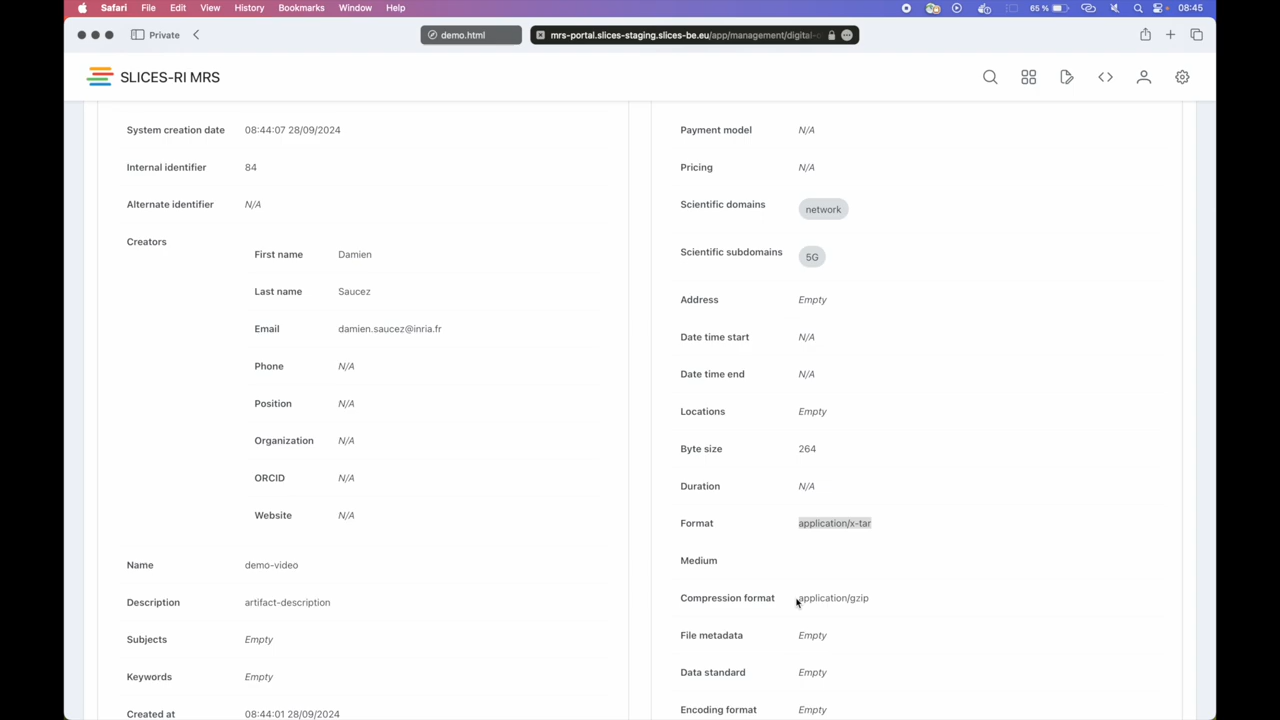 Safari File Edit View History Bookmarks Window Help 65 % 08:45
Private demo.html mrs-portal.slices-staging.slices-be.eu/app/management/digital-
SLICES-RI MRS
System creation date 08:44:07 28/09/2024
Internal identifier 84
Alternate identifier N/A
Creators
First name Damien
Last name Saucez
Email damien.saucez@inria.fr
Phone N/A
Position N/A
Organization N/A
ORCID N/A
Website N/A
Name demo-video
Description artifact-description
Subjects Empty
Keywords Empty
Created at 08:44:01 28/09/2024
Payment model N/A
Pricing N/A
Scientific domains network
Scientific subdomains 5G
Address Empty
Date time start N/A
Date time end N/A
Locations Empty
Byte size 264
Duration N/A
Format application/x-tar
Medium
Compression format application/gzip
File metadata Empty
Data standard Empty
Encoding format Empty